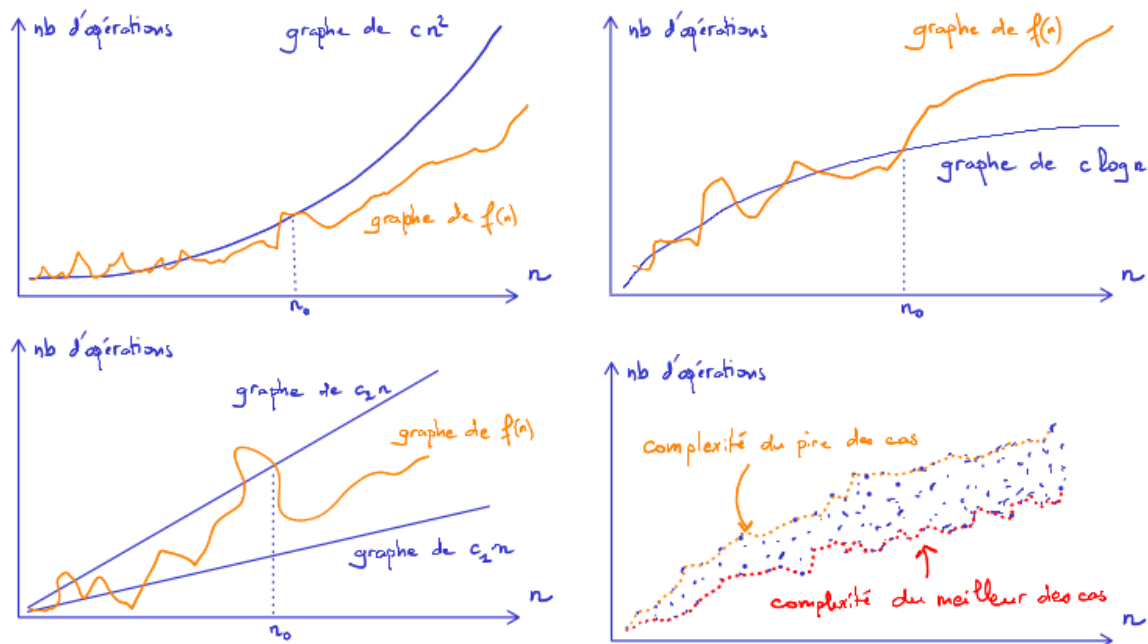 nb d'opérations
graphe de cn²
graphe de f(n)
n
n₀
nb d'opérations
graphe de f(n)
graphe de c log n
n
n₀
nb d'opérations
graphe de c₂n
graphe de f(n)
graphe de c₁·n
n
n₀
nb d'opérations
complexité du pire des cas
complexité du meilleur des cas
n